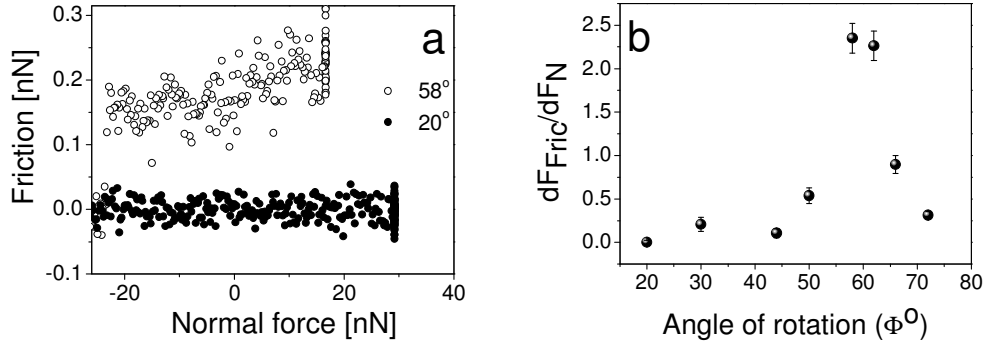 0.3
0.2
0.1
0.0
-0.1
Friction [nN]
a
58°
20°
-20 0 20 40
Normal force [nN]
2.5
2.0
1.5
1.0
0.5
0.0
dF_Fric/dF_N
b
20 30 40 50 60 70 80
Angle of rotation (Φ°)